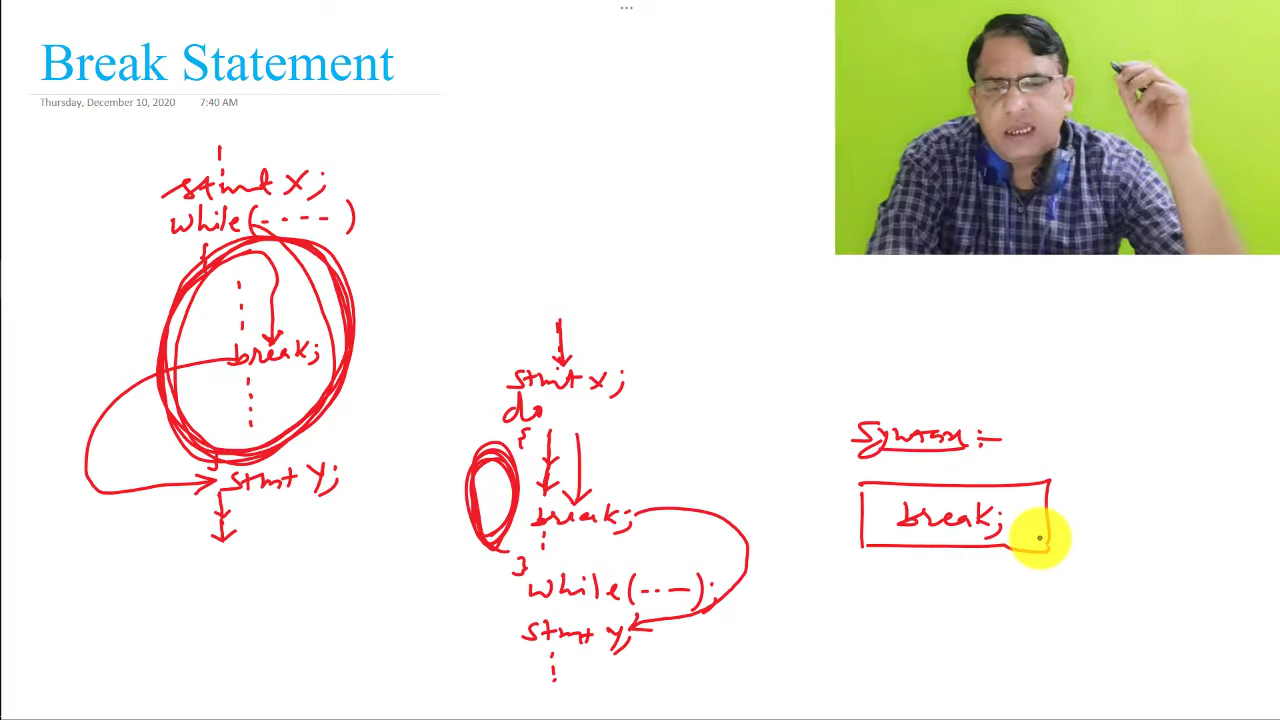 Break Statement
Thursday, December 10, 2020 7:40 AM
stmt X;
while(----)
{
break;
}
stmt Y;
stmt X;
do
{
break;
}
while(----);
stmt Y;
Syntax :-
break;